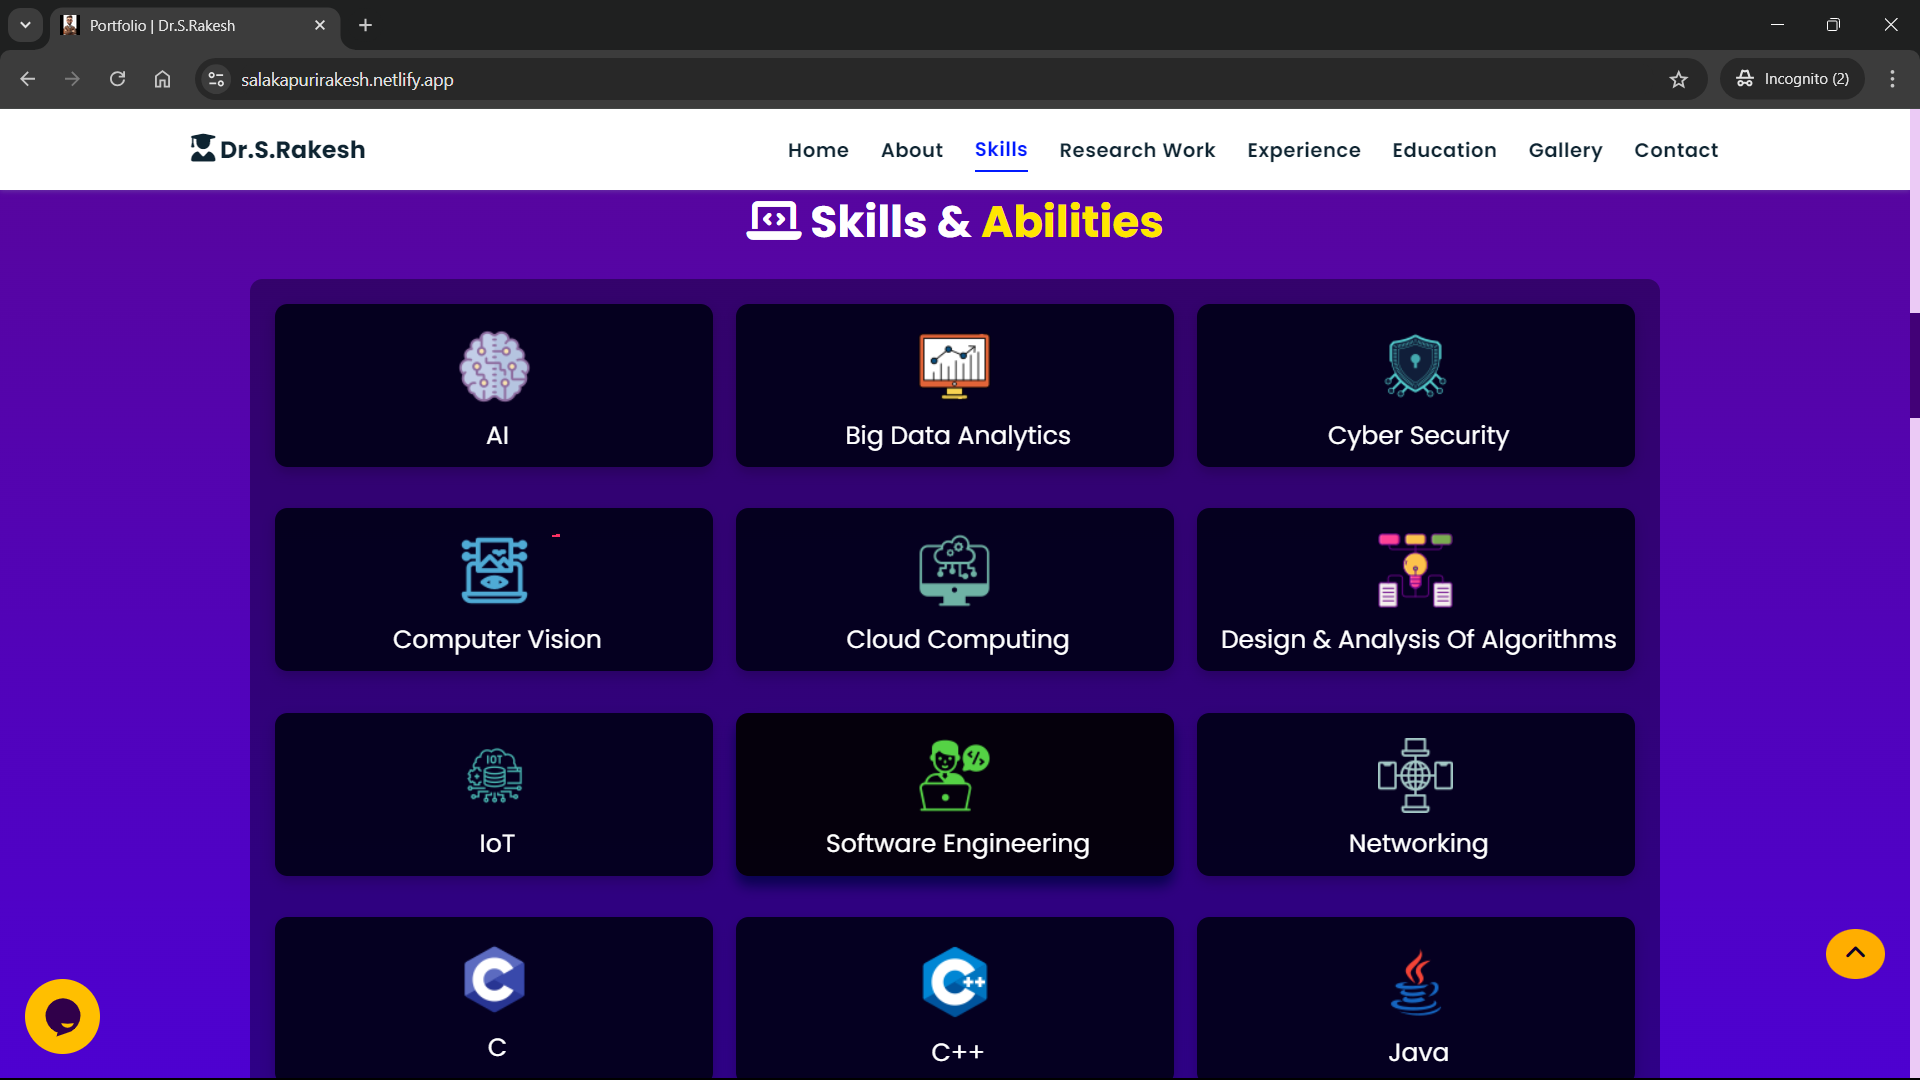 Portfolio | Dr.S.Rakesh
salakapurirakesh.netlify.app
Incognito (2)
Dr.S.Rakesh
Home About Skills Research Work Experience Education Gallery Contact
Skills & Abilities
AI Big Data Analytics Cyber Security
Computer Vision Cloud Computing Design & Analysis Of Algorithms
IOT
IoT Software Engineering Networking
C C++ Java
C C++ Java